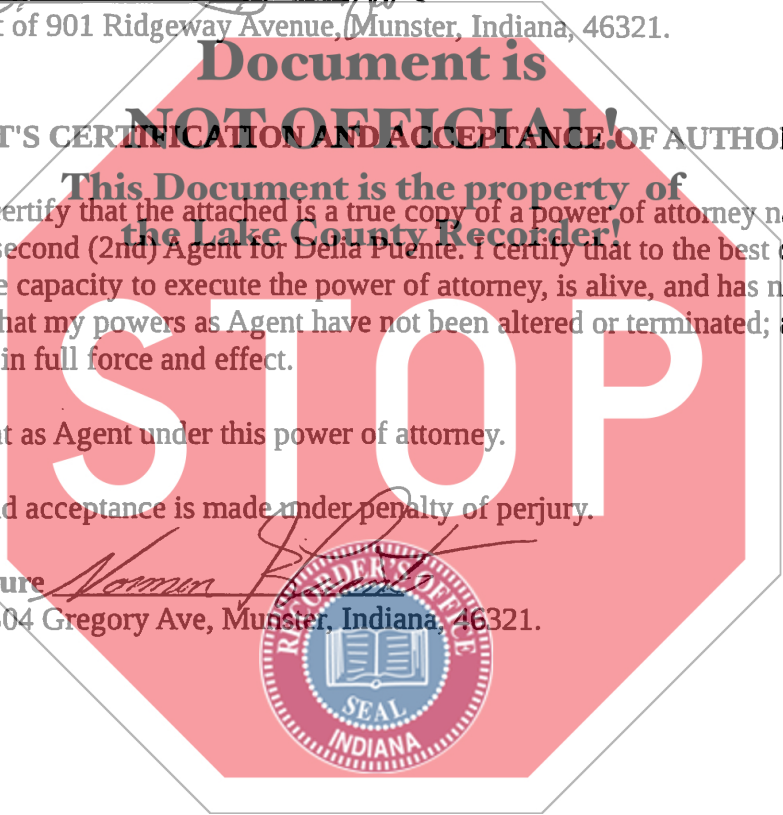 t of 901 Ridgeway Avenue, Munster, Indiana, 46321.
Document is
NOT OFFICIAL!
T'S CERTIFICATION AND ACCEPTANCE OF AUTHO
This Document is the property of
ertify that the attached is a true copy of a power of attorney n
the Lake County Recorder!
second (2nd) Agent for Delia Puente. I certify that to the best
e capacity to execute the power of attorney, is alive, and has n
hat my powers as Agent have not been altered or terminated; a
in full force and effect.
STOP
t as Agent under this power of attorney.
d acceptance is made under penalty of perjury.
ure Norman
04 Gregory Ave, Munster, Indiana, 46321.
RECORDER'S OFFICE
SEAL
INDIANA